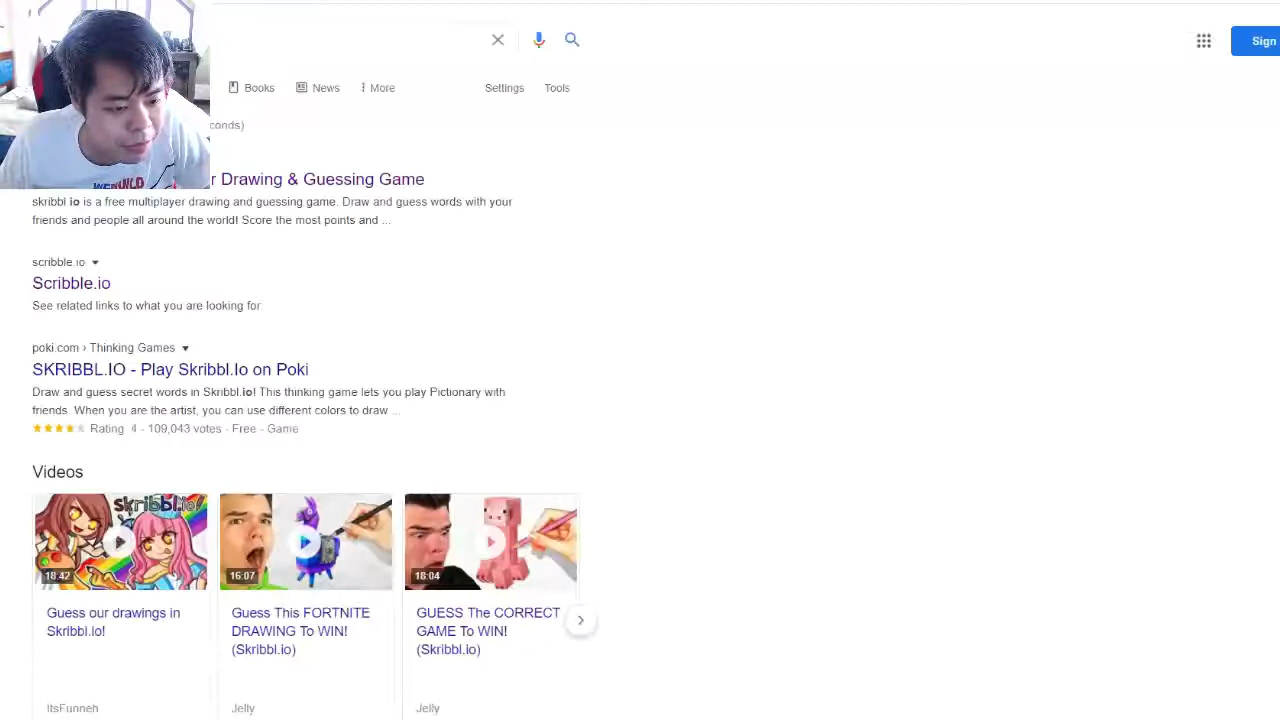 Sign
Books
News
More
Settings
Tools
conds)
r Drawing & Guessing Game
skribbl io is a free multiplayer drawing and guessing game. Draw and guess words with your
friends and people all around the world! Score the most points and ...
scribble.io
Scribble.io
See related links to what you are looking for
poki.com › Thinking Games
SKRIBBL.IO - Play Skribbl.Io on Poki
Draw and guess secret words in Skribbl.io! This thinking game lets you play Pictionary with
friends. When you are the artist, you can use different colors to draw ...
Rating 4 - 109,043 votes - Free - Game
Videos
skribbl.io!
18:42
16:07
18:04
Guess our drawings in
Skribbl.io!
ItsFunneh
Guess This FORTNITE
DRAWING To WIN!
(Skribbl.io)
Jelly
GUESS The CORRECT
GAME To WIN!
(Skribbl.io)
Jelly